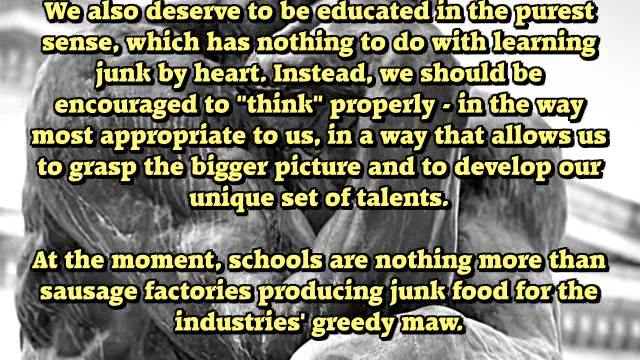 We also deserve to be educated in the purest
sense, which has nothing to do with learning
junk by heart. Instead, we should be
encouraged to "think" properly - in the way
most appropriate to us, in a way that allows us
to grasp the bigger picture and to develop our
unique set of talents.
At the moment, schools are nothing more than
sausage factories producing junk food for the
industries' greedy maw.